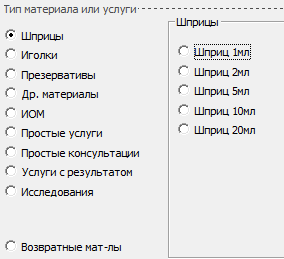 Тип материала или услуги
Шприцы
Иголки
Презервативы
Др. материалы
ИОМ
Простые услуги
Простые консультации
Услуги с результатом
Исследования
Возвратные мат-лы
Шприцы
Шприц 1мл
Шприц 2мл
Шприц 5мл
Шприц 10мл
Шприц 20мл